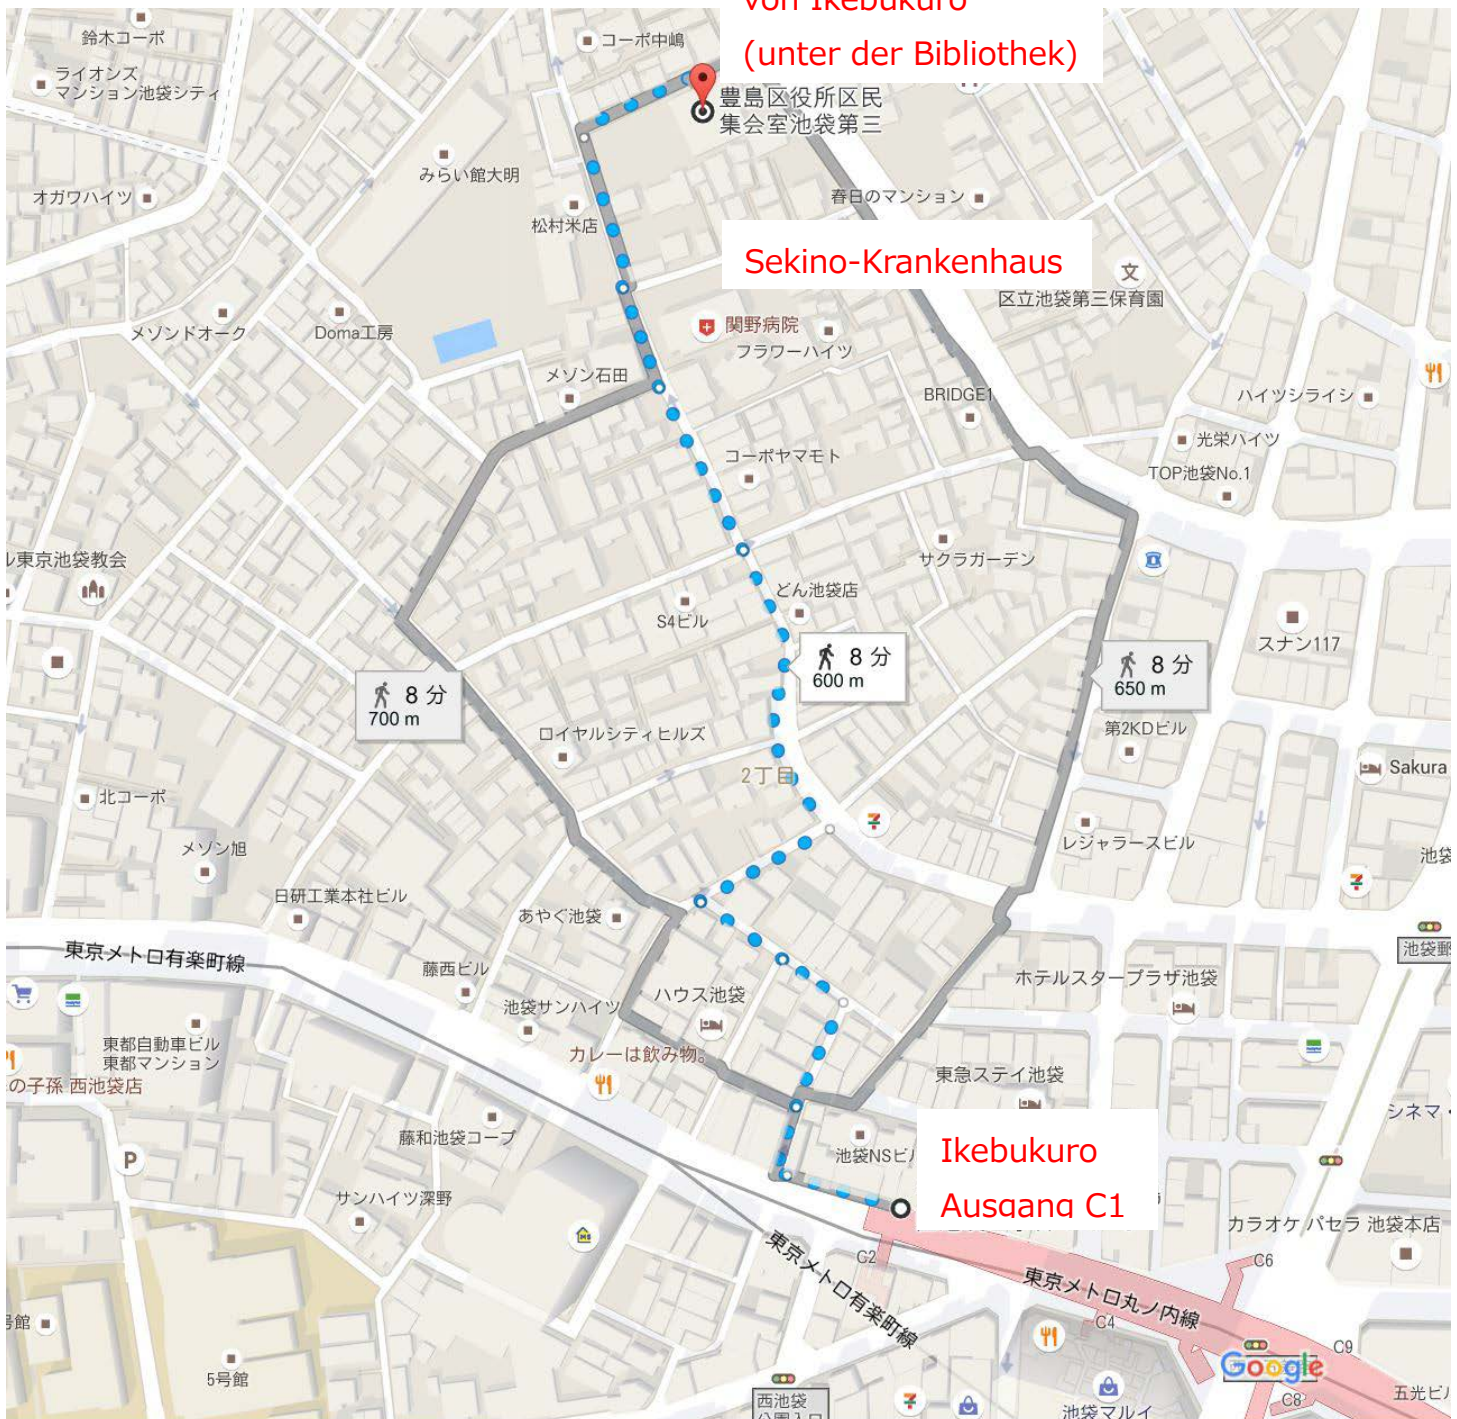 von Ikebukuro
(unter der Bibliothek)
鈴木コーポ
コーポ中嶋
ライオンズ
マンション池袋シティ
豊島区役所区民
集会室池袋第三
みらい館大明
オガワハイツ
松村米店
春日のマンション
Sekino-Krankenhaus
文
区立池袋第三保育園
メゾンドオーク
Doma工房
関野病院
フラワーハイツ
メゾン石田
BRIDGE1
ハイツシライシ
光栄ハイツ
コーポヤマモト
TOP池袋No.1
ル東京池袋教会
サクラガーデン
どん池袋店
S4ビル
スナン117
8 分
600 m
8 分
650 m
8 分
700 m
第2KDビル
ロイヤルシティヒルズ
2丁目
Sakura
北コーポ
7
レジャラースビル
メゾン旭
池袋
7
日研工業本社ビル
あやぐ池袋
東京メトロ有楽町線
池袋郵
藤西ビル
ホテルスタープラザ池袋
池袋サンハイツ
ハウス池袋
東都自動車ビル
東都マンション
カレーは飲み物。
の子孫 西池袋店
東急ステイ池袋
シネマ・
藤和池袋コープ
池袋NSビル
Ikebukuro
Ausgang C1
P
サンハイツ深野
カラオケ パセラ 池袋本店
C2
東京メトロ有楽町線
C6
東京メトロ丸ノ内線
号館
C4
C9
Google
5号館
C8
五光ビル
7
西池袋
公園入口
池袋マルイ